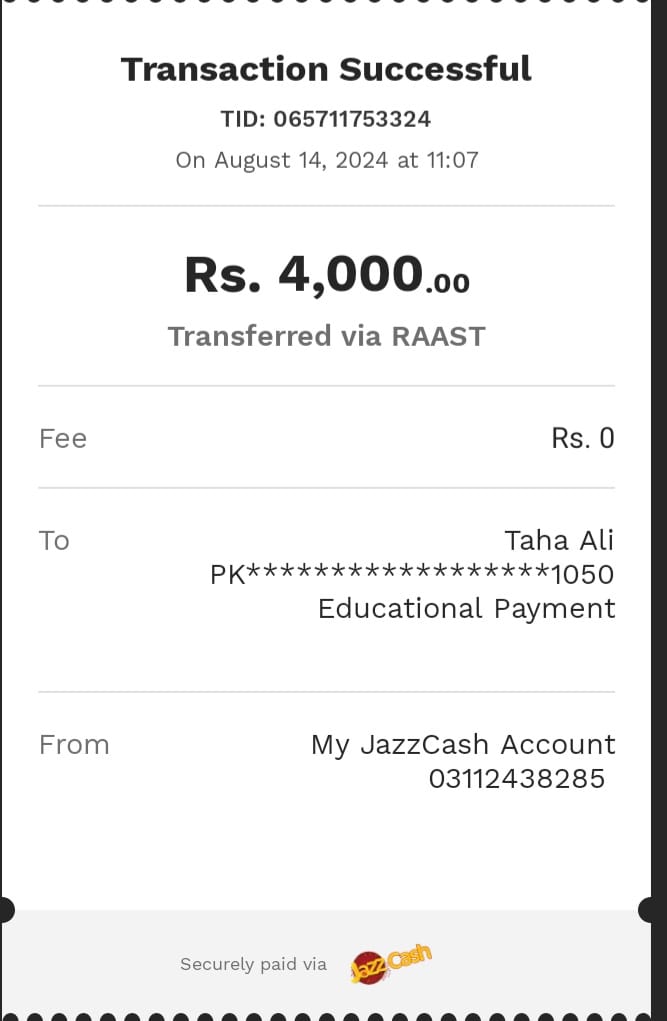 Transaction Successful
TID: 065711753324
On August 14, 2024 at 11:07
Rs. 4,000.00
Transferred via RAAST
Fee Rs. 0
To Taha Ali
PK******************1050
Educational Payment
From My JazzCash Account
03112438285
Securely paid via JazzCash